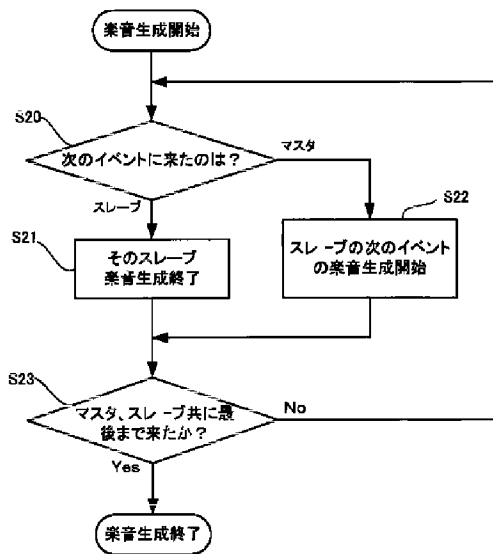 楽音生成開始
S20
次のイベントに来たのは？
マスタ
スレーブ
S21
そのスレーブ
楽音生成終了
S22
スレーブの次のイベント
の楽音生成開始
S23
マスタ、スレーブ共に最
後まで来たか？
No
Yes
楽音生成終了